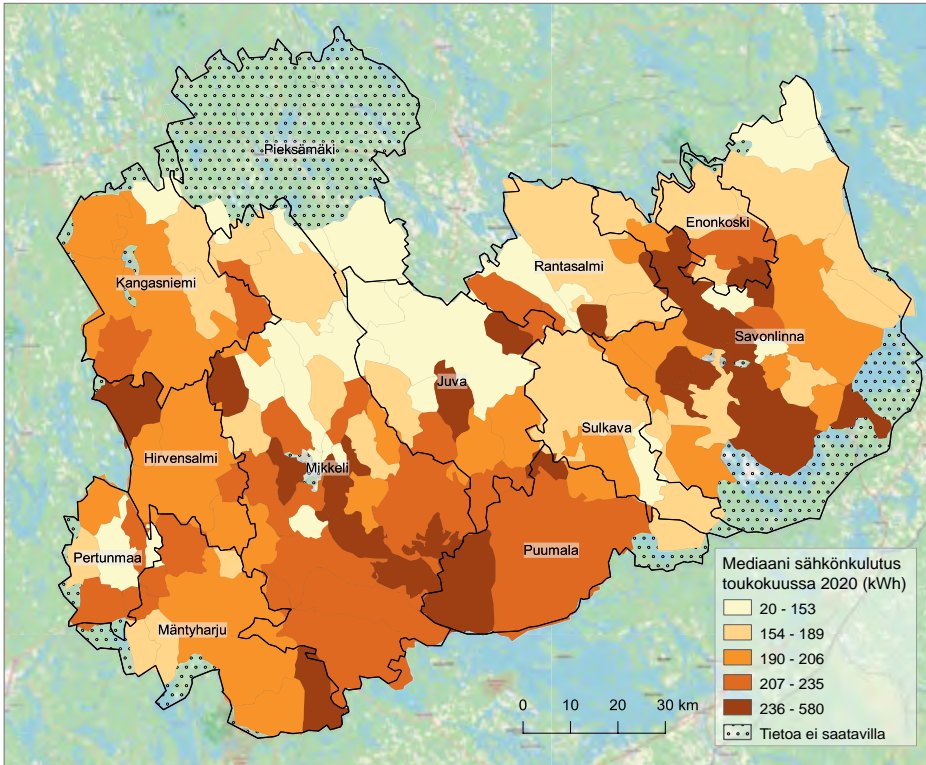 Pieksämäki
Enonkoski
Rantasalmi
Kangasniemi
Savonlinna
Juva
Sulkava
Hirvensalmi
Mikkeli
Puumala
Pertunmaa
Mäntyharju
Mediaani sähkönkulutus
toukokuussa 2020 (kWh)
20 - 153
154 - 189
190 - 206
207 - 235
236 - 580
Tietoa ei saatavilla
0 10 20 30 km